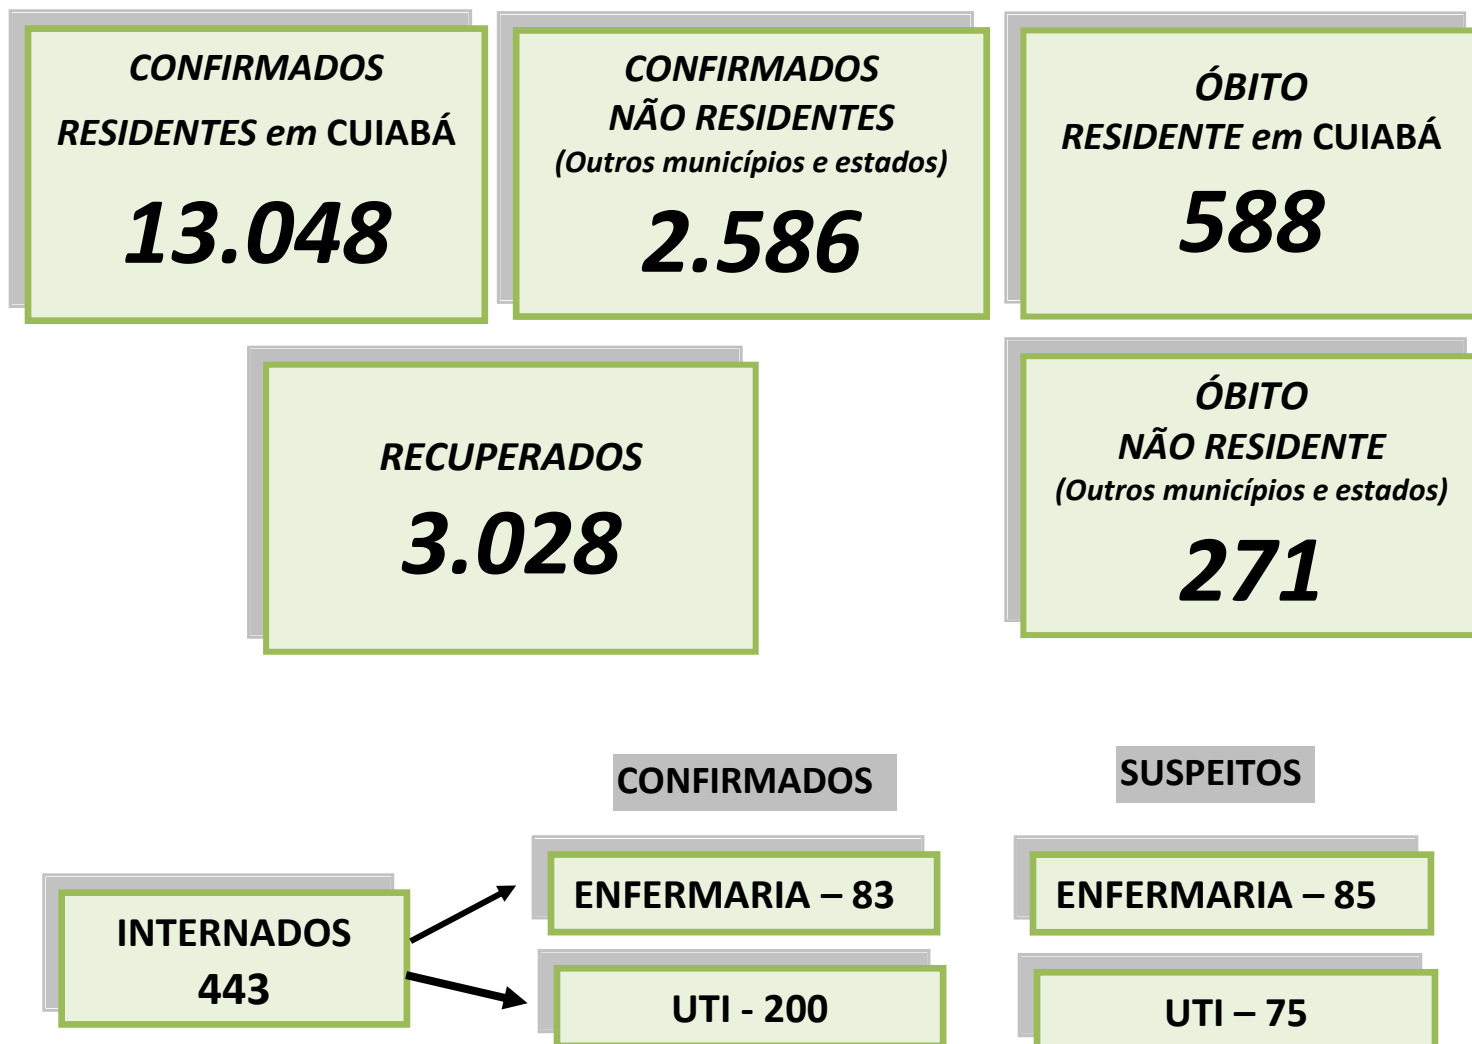 CONFIRMADOS
RESIDENTES em CUIABÁ
13.048
CONFIRMADOS
NÃO RESIDENTES
(Outros municípios e estados)
2.586
ÓBITO
RESIDENTE em CUIABÁ
588
RECUPERADOS
3.028
ÓBITO
NÃO RESIDENTE
(Outros municípios e estados)
271
CONFIRMADOS
SUSPEITOS
INTERNADOS
443
ENFERMARIA – 83
ENFERMARIA – 85
UTI - 200
UTI – 75